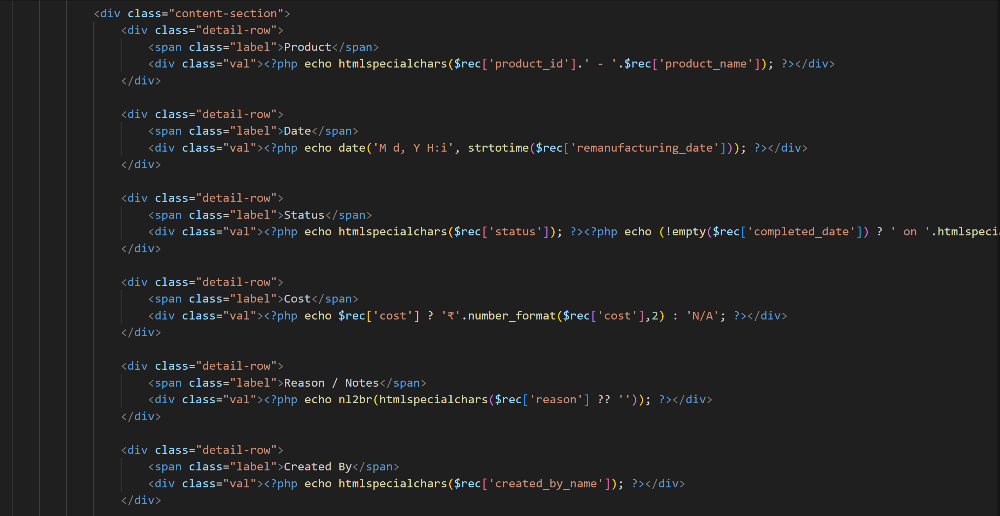 <div class="content-section">
<div class="detail-row">
<span class="label">Product</span>
<div class="val"><?php echo htmlspecialchars($rec['product_id'].' - '.$rec['product_name']); ?></div>
</div>
<div class="detail-row">
<span class="label">Date</span>
<div class="val"><?php echo date('M d, Y H:i', strtotime($rec['remanufacturing_date'])); ?></div>
</div>
<div class="detail-row">
<span class="label">Status</span>
<div class="val"><?php echo htmlspecialchars($rec['status']); ?><?php echo (!empty($rec['completed_date']) ? ' on '.htmlspeci
</div>
<div class="detail-row">
<span class="label">Cost</span>
<div class="val"><?php echo $rec['cost'] ? '₹'.number_format($rec['cost'],2) : 'N/A'; ?></div>
</div>
<div class="detail-row">
<span class="label">Reason / Notes</span>
<div class="val"><?php echo nl2br(htmlspecialchars($rec['reason'] ?? '')); ?></div>
</div>
<div class="detail-row">
<span class="label">Created By</span>
<div class="val"><?php echo htmlspecialchars($rec['created_by_name']); ?></div>
</div>